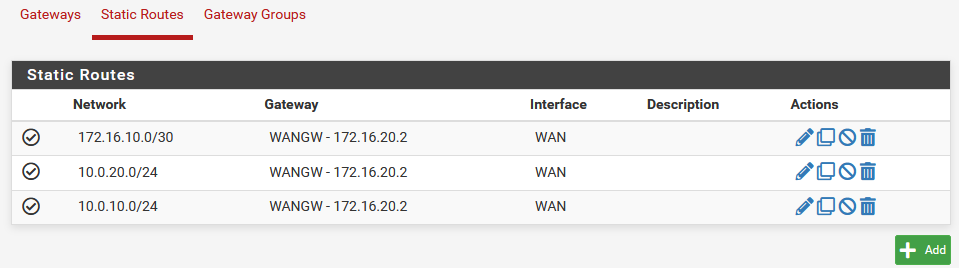 Gateways Static Routes Gateway Groups
Static Routes
Network Gateway Interface Description Actions
172.16.10.0/30 WANGW - 172.16.20.2 WAN
10.0.20.0/24 WANGW - 172.16.20.2 WAN
10.0.10.0/24 WANGW - 172.16.20.2 WAN
Add